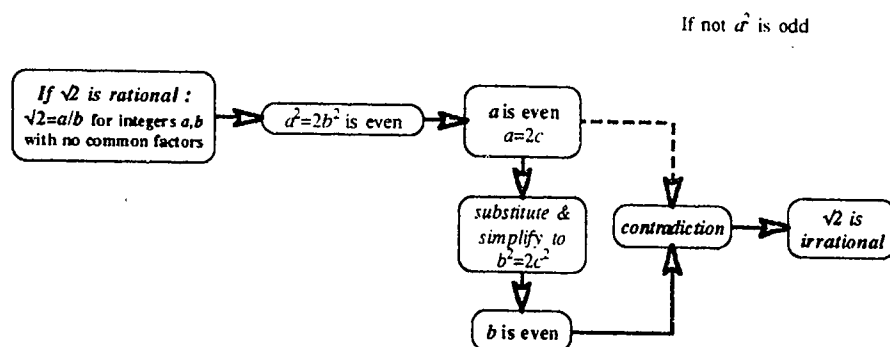 If not a² is odd
If √2 is rational :
√2=a/b for integers a,b
with no common factors
a²=2b² is even
a is even
a=2c
substitute &
simplify to
b²=2c²
b is even
contradiction
√2 is
irrational